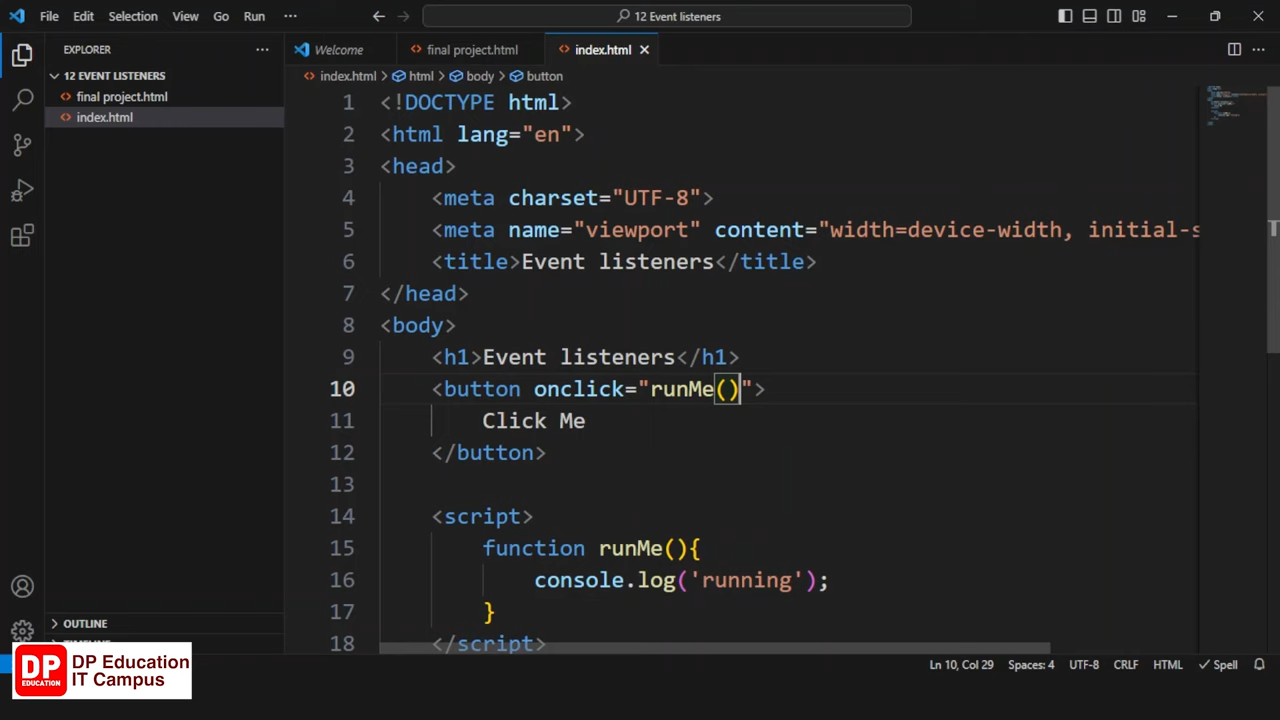 File Edit Selection View Go Run ··· 12 Event listeners
EXPLORER ···
12 EVENT LISTENERS
final project.html
index.html
OUTLINE
Welcome final project.html index.html
index.html > html > body > button
1 <!DOCTYPE html>
2 <html lang="en">
3 <head>
4 <meta charset="UTF-8">
5 <meta name="viewport" content="width=device-width, initial-s
6 <title>Event listeners</title>
7 </head>
8 <body>
9 <h1>Event listeners</h1>
10 <button onclick="runMe()">
11 Click Me
12 </button>
13
14 <script>
15 function runMe(){
16 console.log('running');
17 }
18 </script>
DP EDUCATION
DP Education
IT Campus
Ln 10, Col 29 Spaces: 4 UTF-8 CRLF HTML Spell